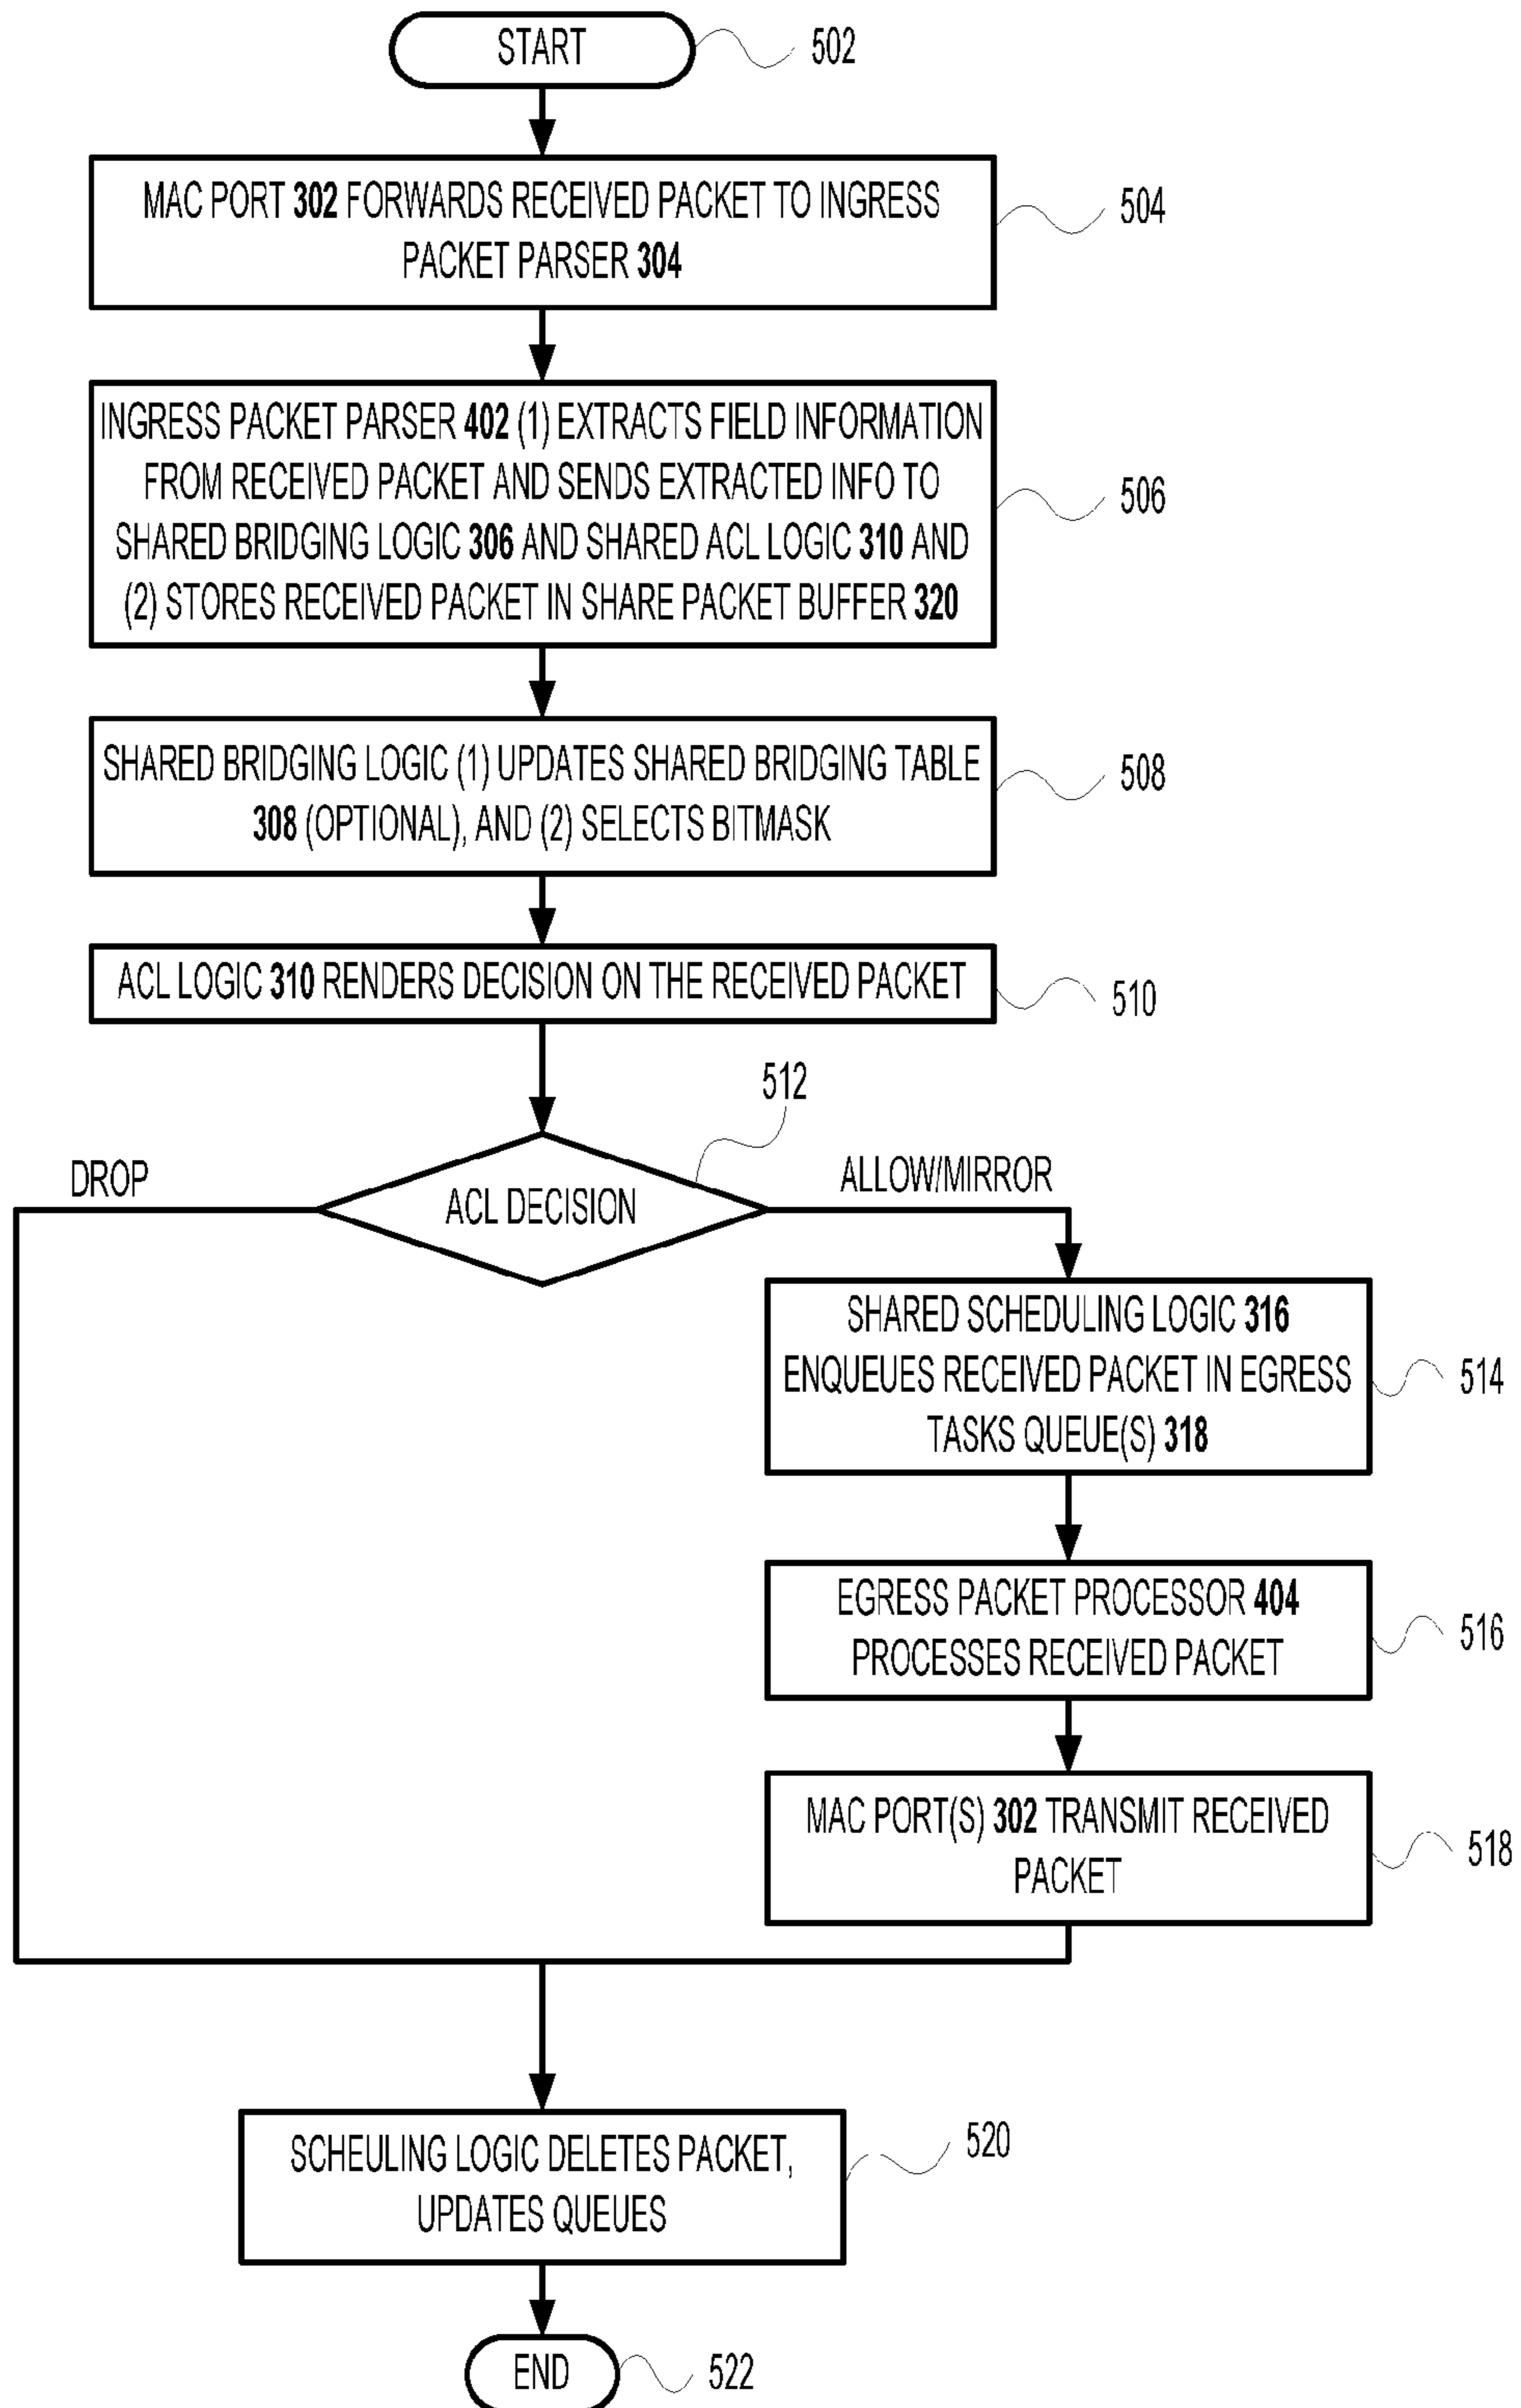 START
502
MAC PORT 302 FORWARDS RECEIVED PACKET TO INGRESS
PACKET PARSER 304
504
INGRESS PACKET PARSER 402 (1) EXTRACTS FIELD INFORMATION
FROM RECEIVED PACKET AND SENDS EXTRACTED INFO TO
SHARED BRIDGING LOGIC 306 AND SHARED ACL LOGIC 310 AND
(2) STORES RECEIVED PACKET IN SHARE PACKET BUFFER 320
506
SHARED BRIDGING LOGIC (1) UPDATES SHARED BRIDGING TABLE
308 (OPTIONAL), AND (2) SELECTS BITMASK
508
ACL LOGIC 310 RENDERS DECISION ON THE RECEIVED PACKET
510
512
DROP
ACL DECISION
ALLOW/MIRROR
SHARED SCHEDULING LOGIC 316
ENQUEUES RECEIVED PACKET IN EGRESS
TASKS QUEUE(S) 318
514
EGRESS PACKET PROCESSOR 404
PROCESSES RECEIVED PACKET
516
MAC PORT(S) 302 TRANSMIT RECEIVED
PACKET
518
SCHEULING LOGIC DELETES PACKET,
UPDATES QUEUES
520
END
522